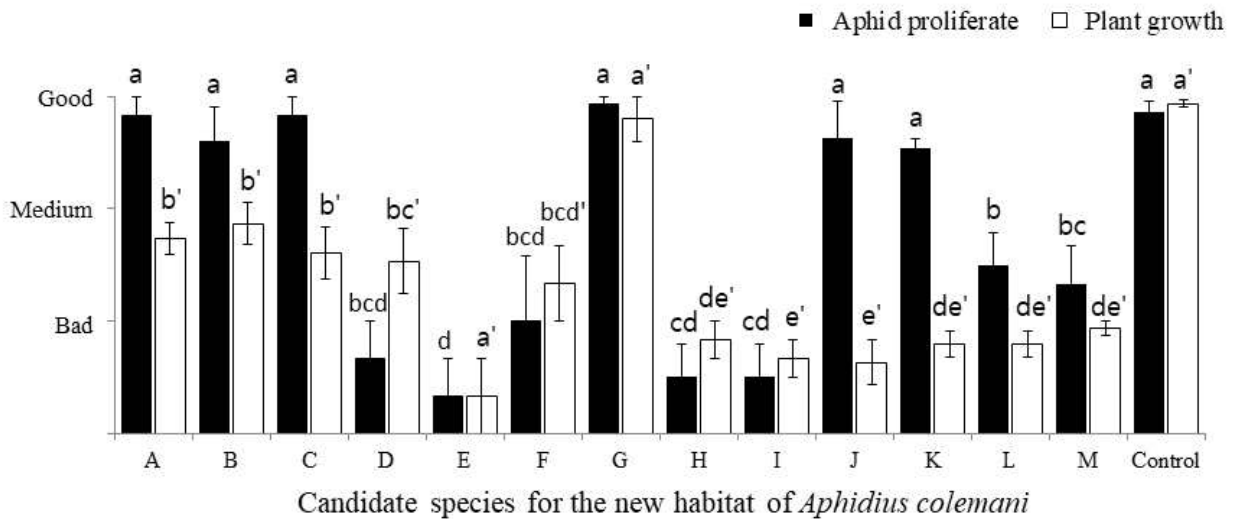 Aphid proliferate Plant growth
Good
Medium
Bad
a b'
a b'
a b'
bcd bc'
d a'
bcd bcd'
a a'
cd de'
cd e'
a e'
a de'
b de'
bc de'
a a'
A B C D E F G H I J K L M Control
Candidate species for the new habitat of Aphidius colemani